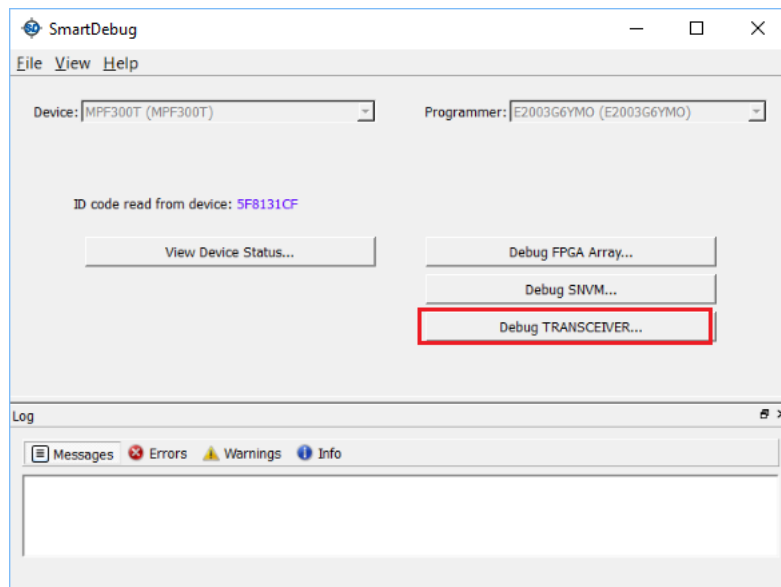 SmartDebug
File View Help
Device: MPF300T (MPF300T) Programmer: E2003G6YMO (E2003G6YMO)
ID code read from device: 5F8131CF
View Device Status... Debug FPGA Array...
Debug SNVM...
Debug TRANSCEIVER...
Log
Messages Errors Warnings Info